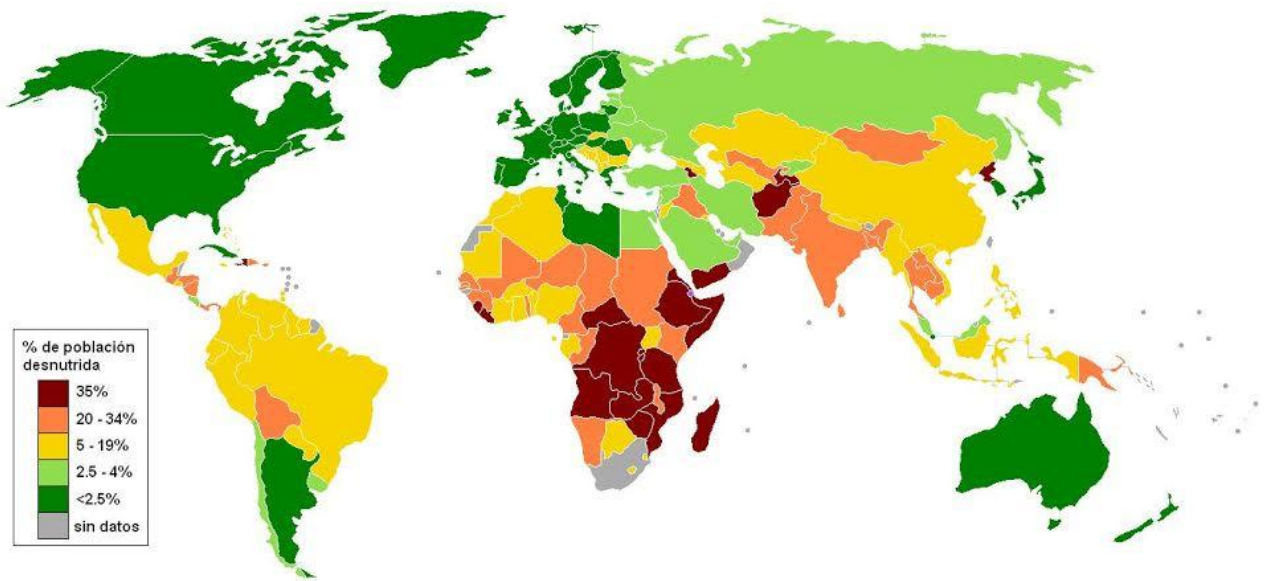 % de población
desnutrida
35%
20 - 34%
5 - 19%
2.5 - 4%
<2.5%
sin datos